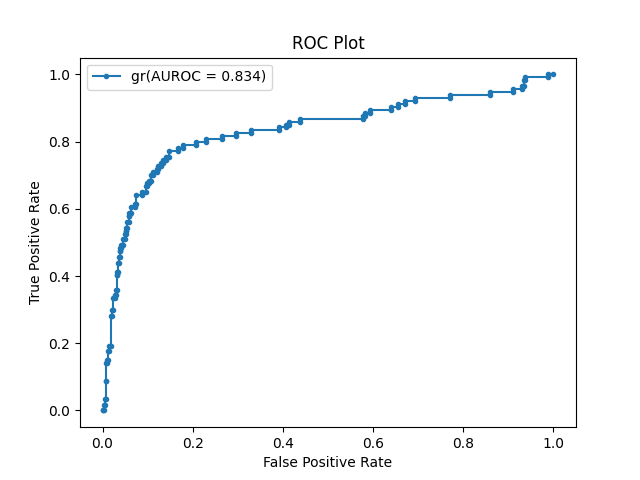 ROC Plot
gr(AUROC = 0.834)
1.0
0.8
0.6
0.4
0.2
0.0
True Positive Rate
0.0 0.2 0.4 0.6 0.8 1.0
False Positive Rate